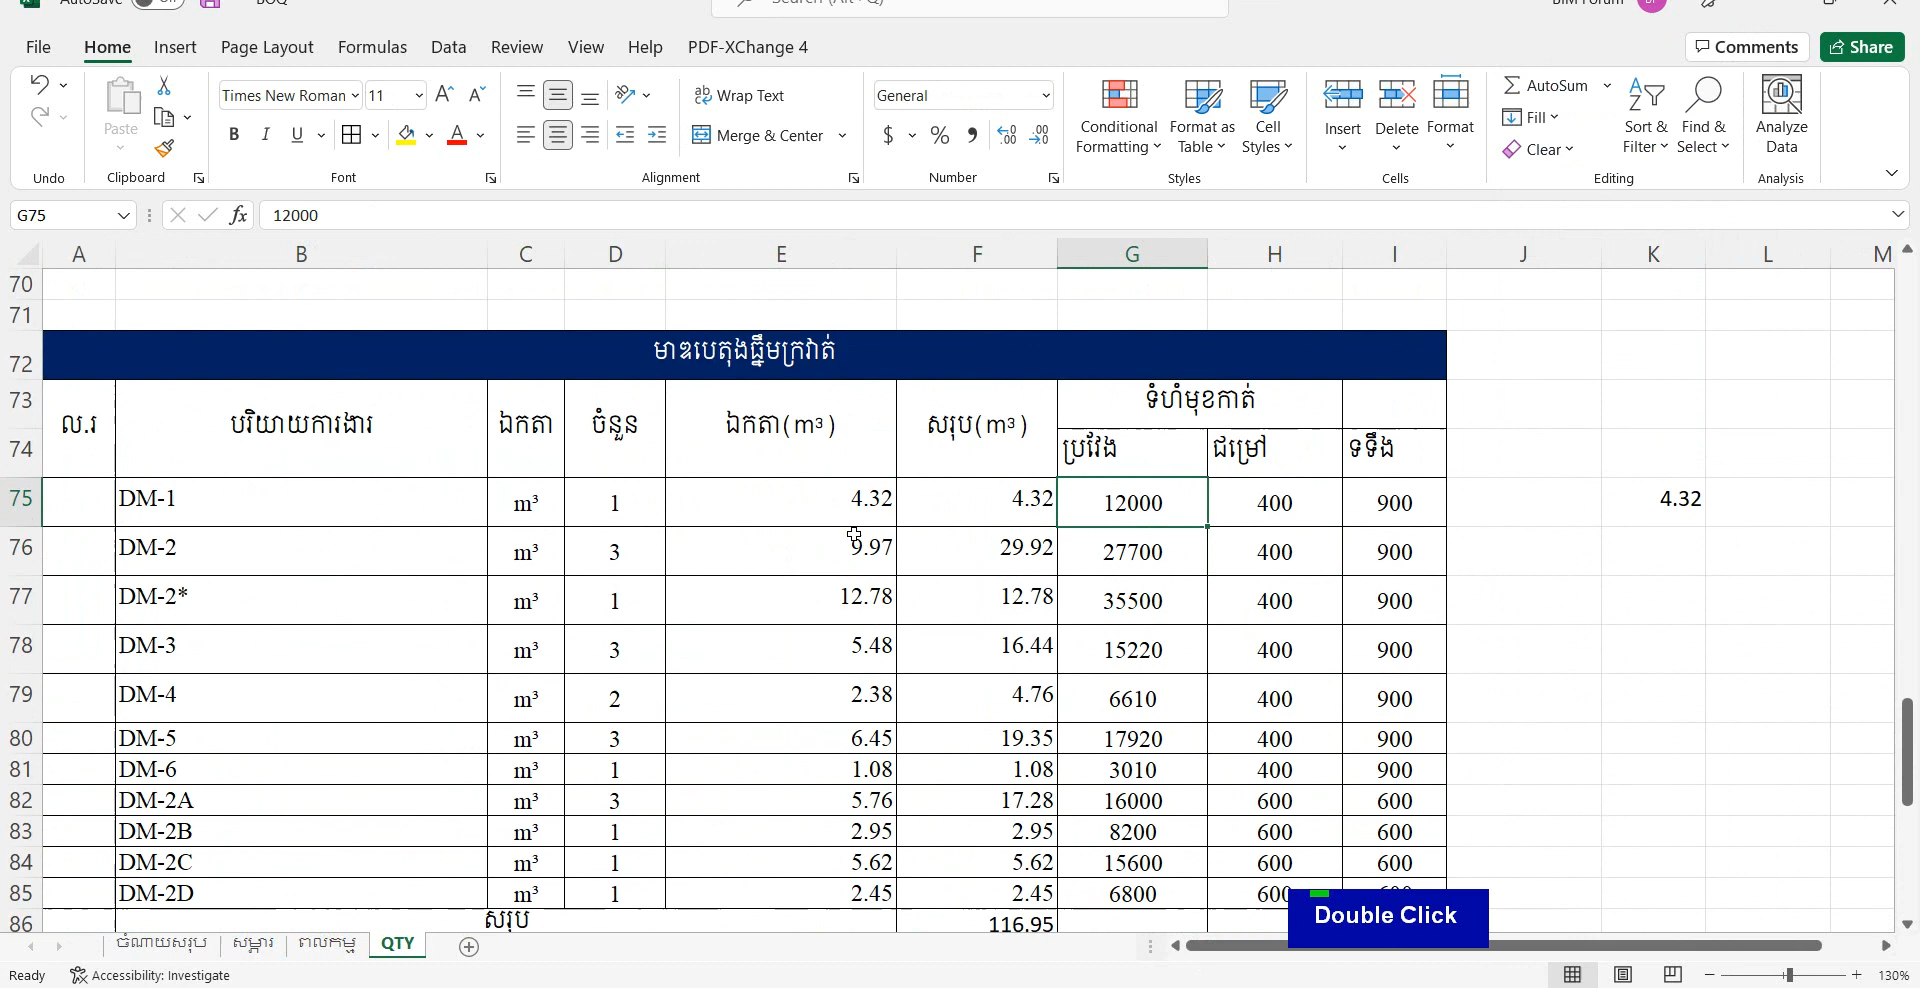 AutoSave Off BOQ Search (Alt+Q) BIM Forum BF
File Home Insert Page Layout Formulas Data Review View Help PDF-XChange 4 Comments Share
Times New Roman 11 Wrap Text General AutoSum
Paste B I U Merge & Center $ % Conditional Formatting Format as Table Cell Styles Insert Delete Format Fill Clear Sort & Filter Find & Select Analyze Data
Undo Clipboard Font Alignment Number Styles Cells Editing Analysis
G75 fx 12000
A B C D E F G H I J K L M
70
71
72 មាឌបេតុងធ្នឹមក្រវាត់
73 ល.រ បរិយាយការងារ ឯកតា ចំនួន ឯកតា(m³) សរុប(m³) ទំហំមុខកាត់
74 ប្រវែង ជម្រៅ ទទឹង
75 DM-1 m³ 1 4.32 4.32 12000 400 900 4.32
76 DM-2 m³ 3 9.97 29.92 27700 400 900
77 DM-2* m³ 1 12.78 12.78 35500 400 900
78 DM-3 m³ 3 5.48 16.44 15220 400 900
79 DM-4 m³ 2 2.38 4.76 6610 400 900
80 DM-5 m³ 3 6.45 19.35 17920 400 900
81 DM-6 m³ 1 1.08 1.08 3010 400 900
82 DM-2A m³ 3 5.76 17.28 16000 600 600
83 DM-2B m³ 1 2.95 2.95 8200 600 600
84 DM-2C m³ 1 5.62 5.62 15600 600 600
85 DM-2D m³ 1 2.45 2.45 6800 600 600
86 សរុប 116.95
Double Click
ចំណាយសរុប សម្ភារ ពលកម្ម QTY
Ready Accessibility: Investigate 130%